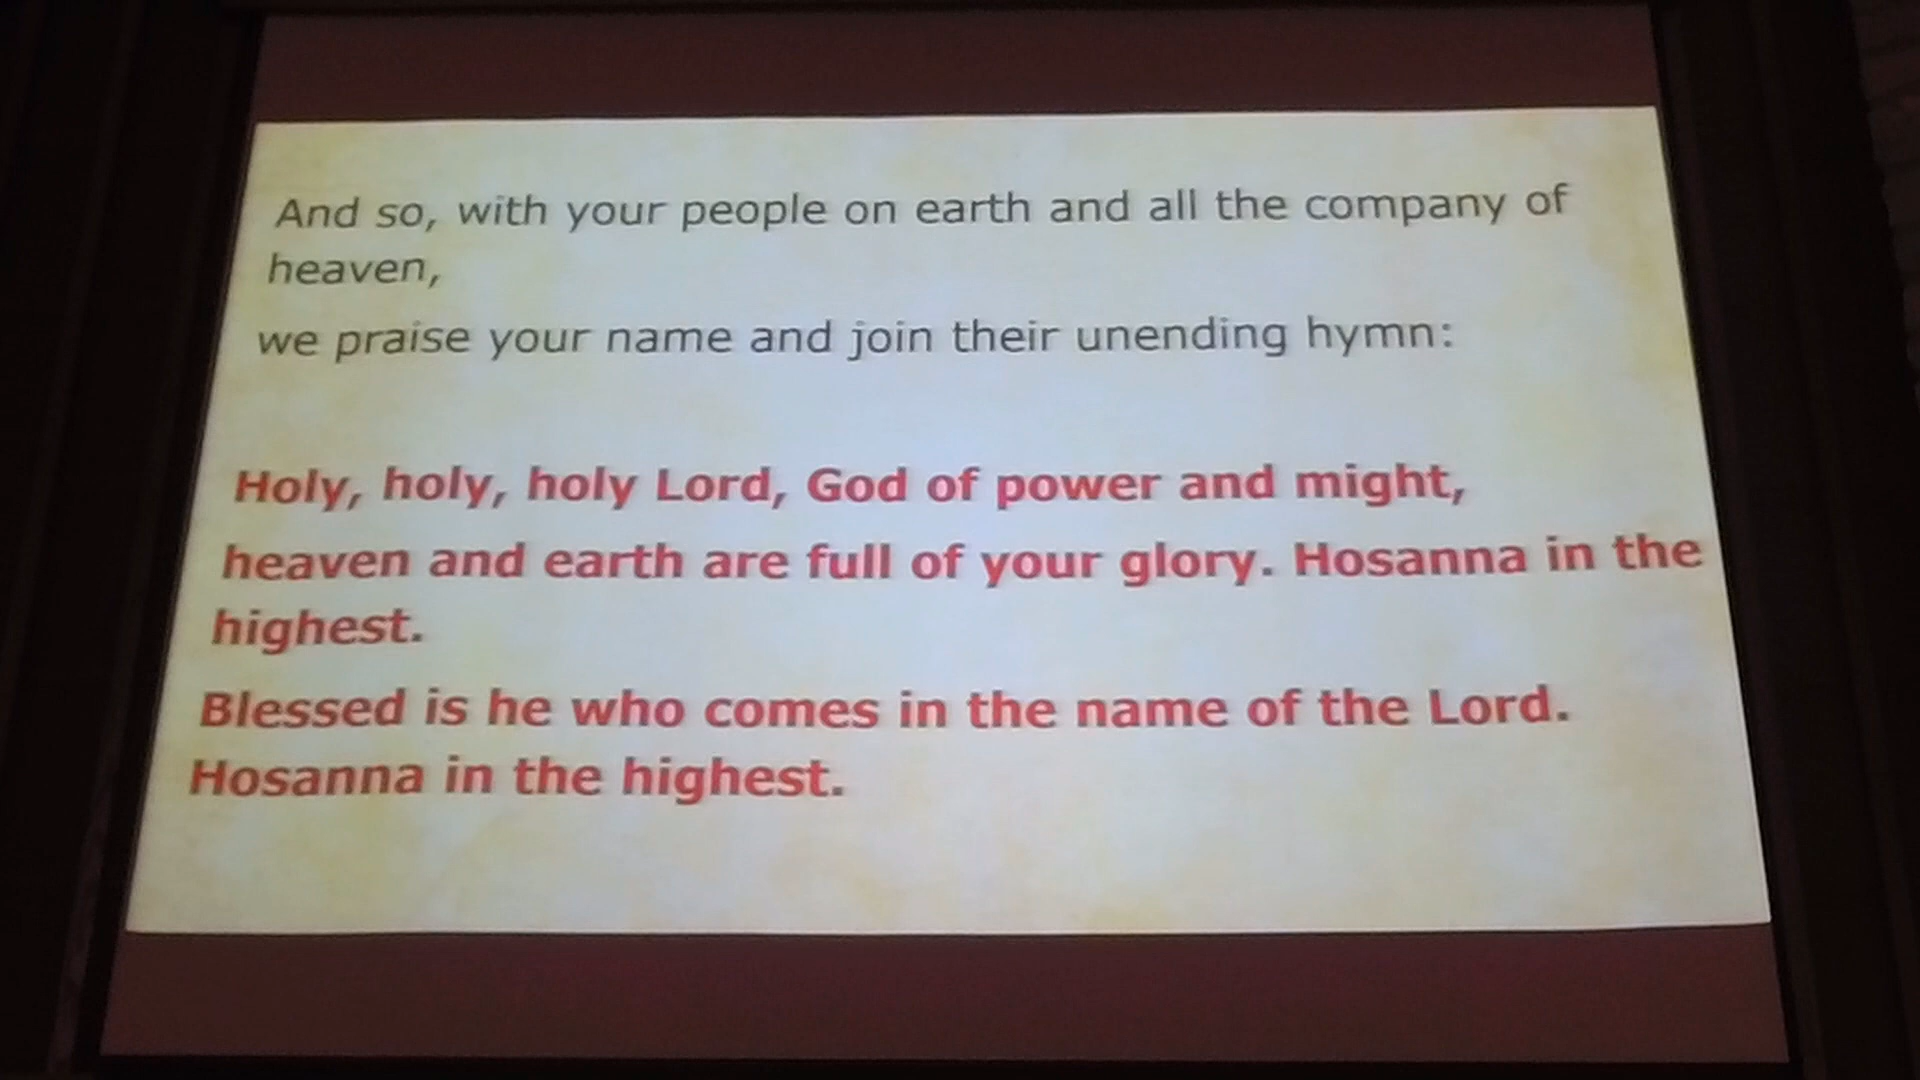 And so, with your people on earth and all the company of
heaven,
we praise your name and join their unending hymn:
Holy, holy, holy Lord, God of power and might,
heaven and earth are full of your glory. Hosanna in the
highest.
Blessed is he who comes in the name of the Lord.
Hosanna in the highest.